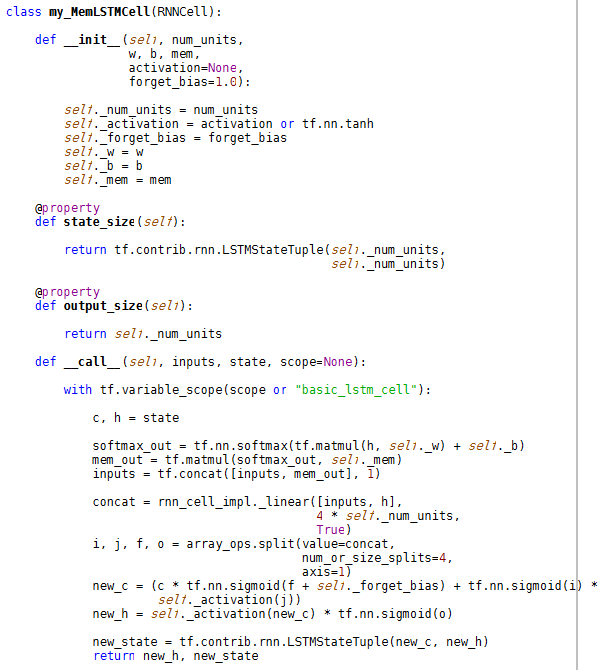 class my_MemLSTMCell(RNNCell):
def __init__(self, num_units,
w, b, mem,
activation=None,
forget_bias=1.0):
self._num_units = num_units
self._activation = activation or tf.nn.tanh
self._forget_bias = forget_bias
self._w = w
self._b = b
self._mem = mem
@property
def state_size(self):
return tf.contrib.rnn.LSTMStateTuple(self._num_units,
self._num_units)
@property
def output_size(self):
return self._num_units
def __call__(self, inputs, state, scope=None):
with tf.variable_scope(scope or "basic_lstm_cell"):
c, h = state
softmax_out = tf.nn.softmax(tf.matmul(h, self._w) + self._b)
mem_out = tf.matmul(softmax_out, self._mem)
inputs = tf.concat([inputs, mem_out], 1)
concat = rnn_cell_impl._linear([inputs, h],
4 * self._num_units,
True)
i, j, f, o = array_ops.split(value=concat,
num_or_size_splits=4,
axis=1)
new_c = (c * tf.nn.sigmoid(f + self._forget_bias) + tf.nn.sigmoid(i) *
self._activation(j))
new_h = self._activation(new_c) * tf.nn.sigmoid(o)
new_state = tf.contrib.rnn.LSTMStateTuple(new_c, new_h)
return new_h, new_state